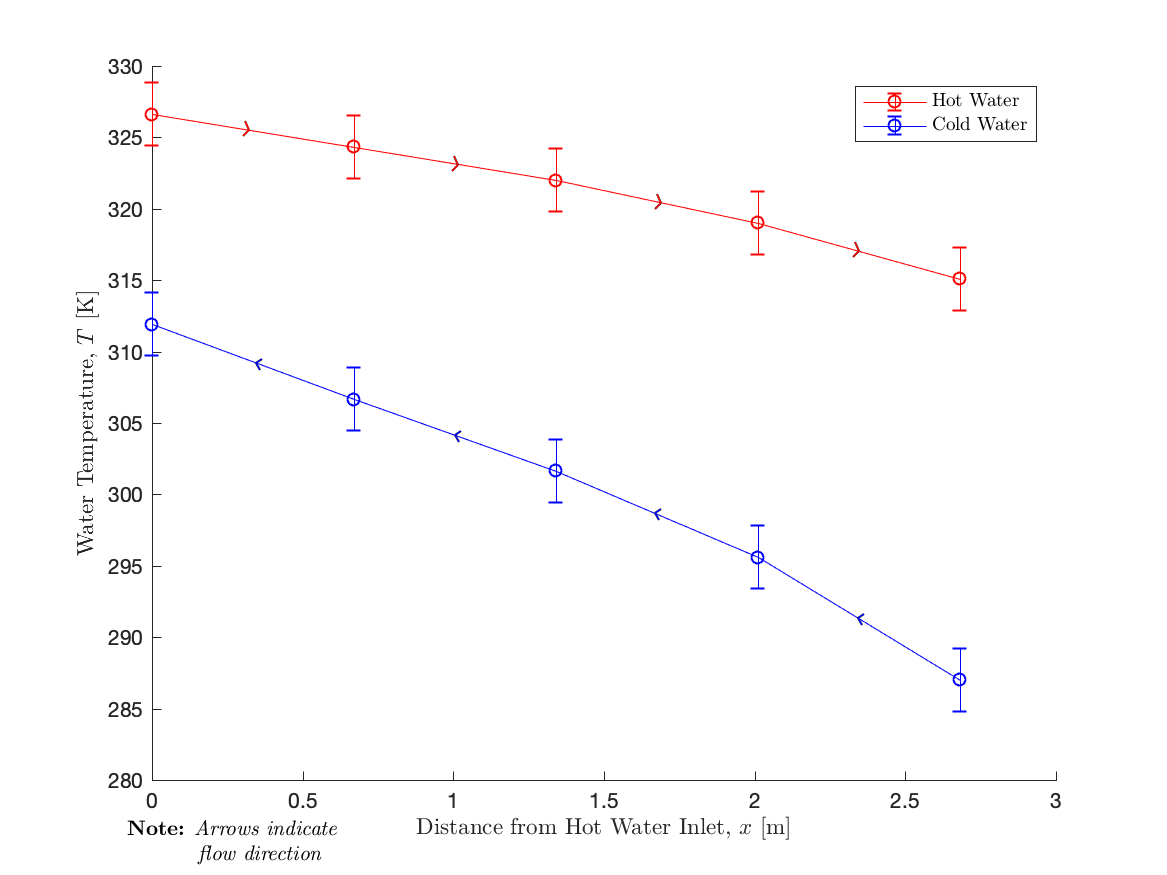 330
325
320
315
310
305
300
295
290
285
280
Water Temperature, T [K]
Hot Water
Cold Water
0 0.5 1 1.5 2 2.5 3
Distance from Hot Water Inlet, x [m]
Note: Arrows indicate
flow direction